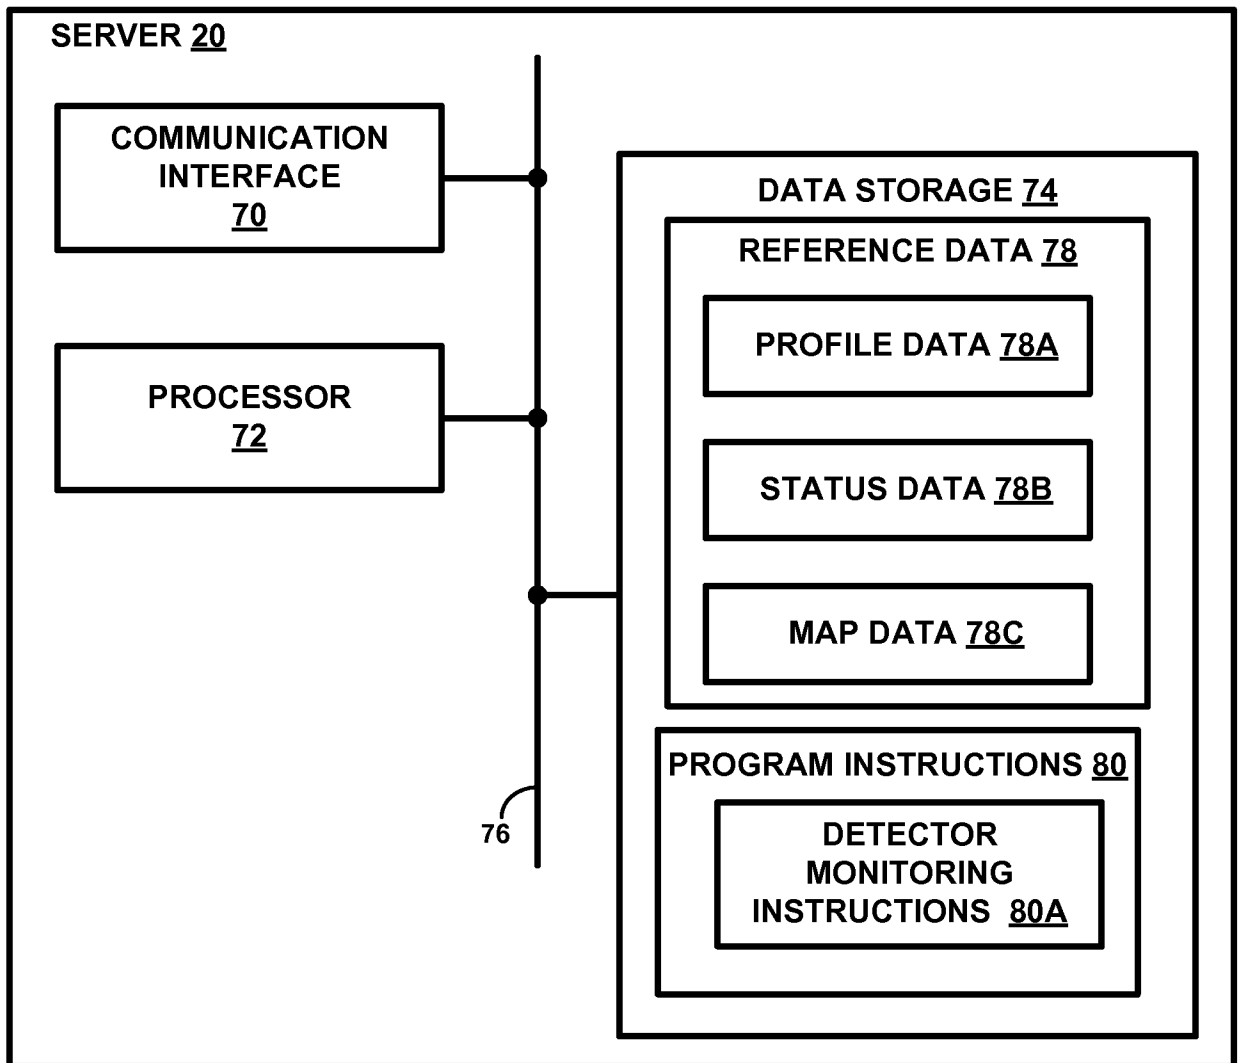 SERVER 20
COMMUNICATION
INTERFACE
70
PROCESSOR
72
76
DATA STORAGE 74
REFERENCE DATA 78
PROFILE DATA 78A
STATUS DATA 78B
MAP DATA 78C
PROGRAM INSTRUCTIONS 80
DETECTOR
MONITORING
INSTRUCTIONS 80A